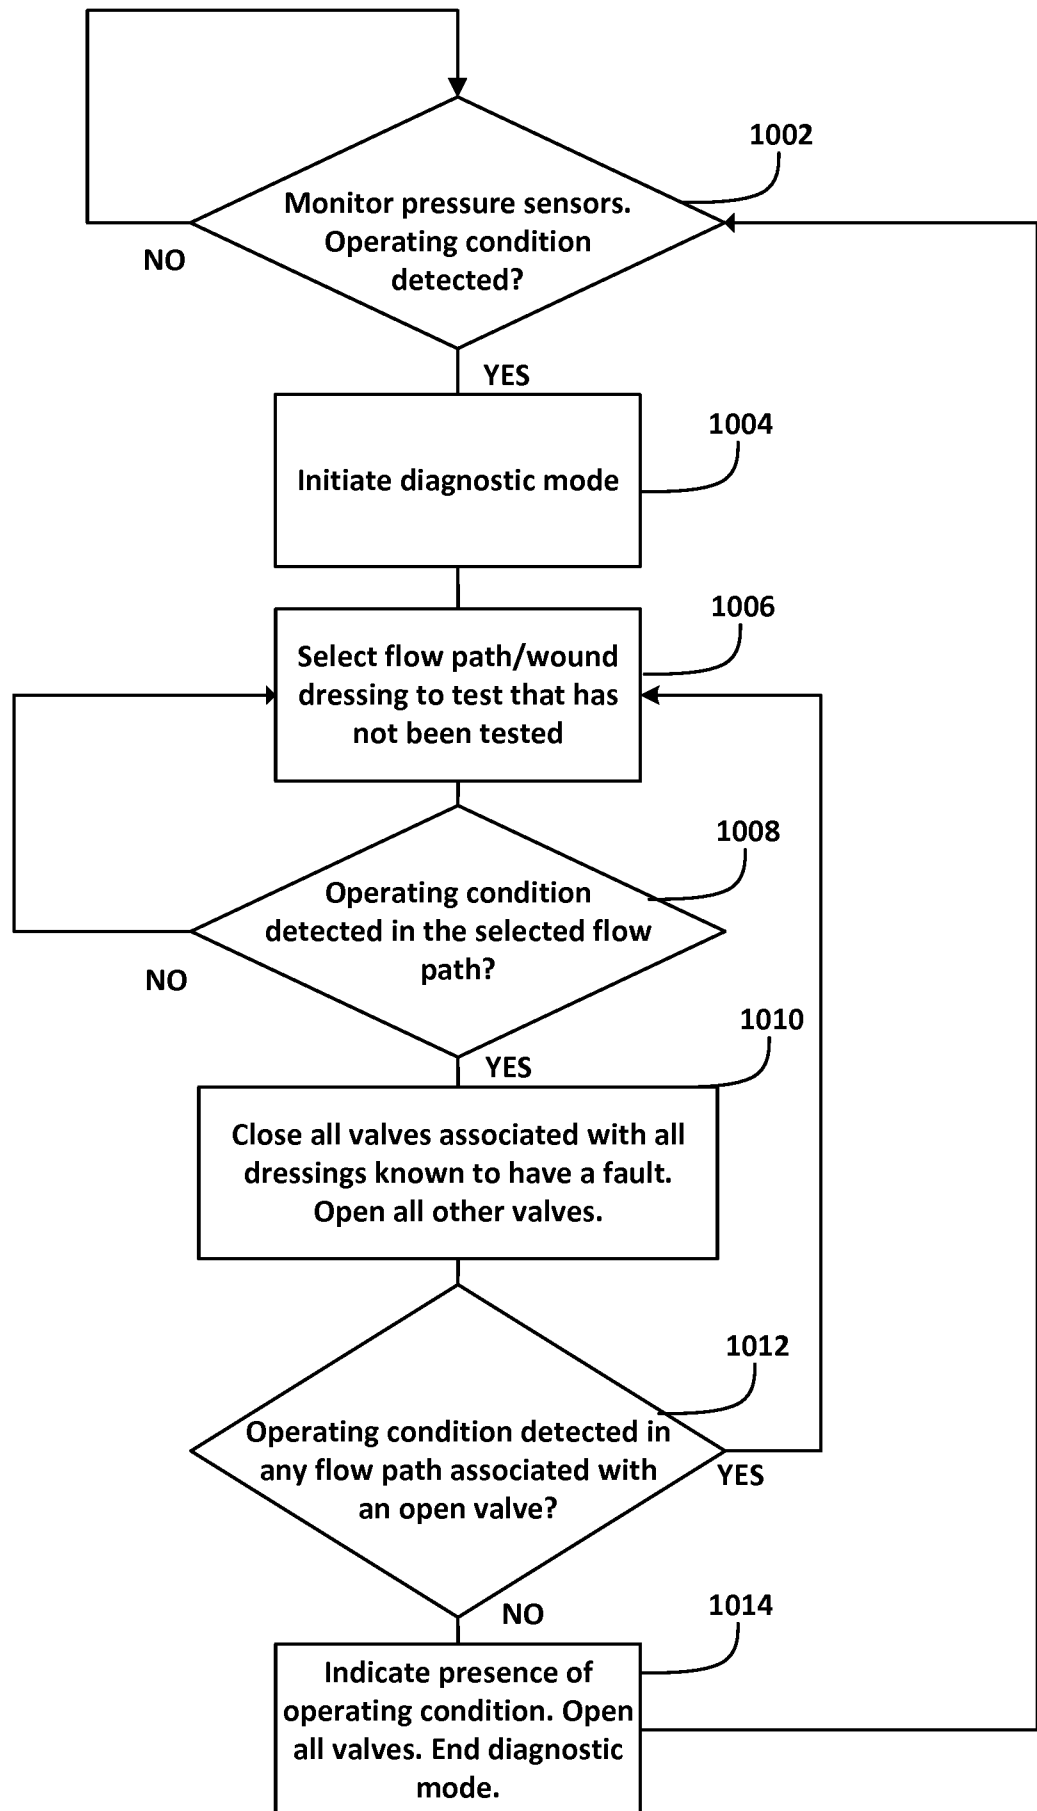 1002
Monitor pressure sensors.
Operating condition
detected?
NO
YES
1004
Initiate diagnostic mode
1006
Select flow path/wound
dressing to test that has
not been tested
1008
Operating condition
detected in the selected flow
path?
NO
1010
YES
Close all valves associated with all
dressings known to have a fault.
Open all other valves.
1012
Operating condition detected in
any flow path associated with
an open valve?
YES
NO
1014
Indicate presence of
operating condition. Open
all valves. End diagnostic
mode.